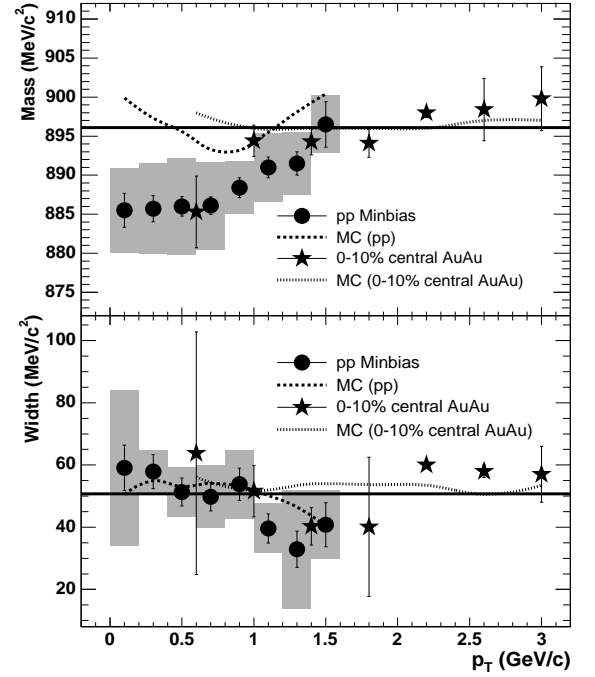 Mass (MeV/c²)
910
905
900
895
890
885
880
875
pp Minbias
MC (pp)
0-10% central AuAu
MC (0-10% central AuAu)
Width (MeV/c²)
100
80
60
40
20
pp Minbias
MC (pp)
0-10% central AuAu
MC (0-10% central AuAu)
0 0.5 1 1.5 2 2.5 3
p_T (GeV/c)